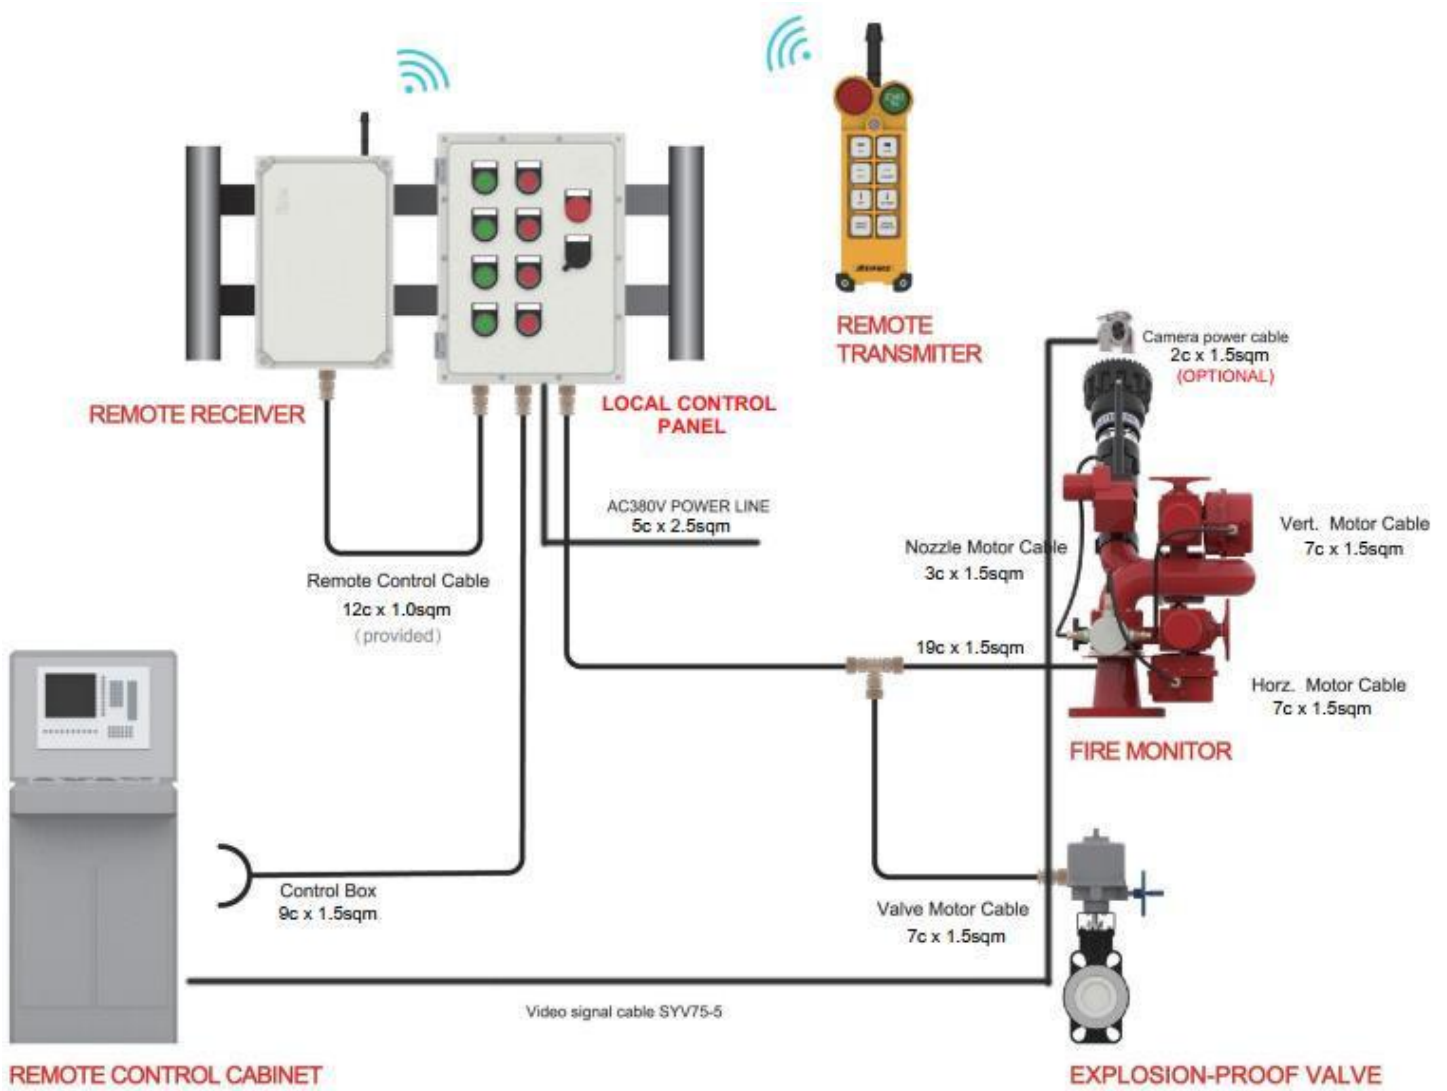 REMOTE
TRANSMITER
Camera power cable
2c x 1.5sqm
(OPTIONAL)
REMOTE RECEIVER
LOCAL CONTROL
PANEL
AC380V POWER LINE
5c x 2.5sqm
Nozzle Motor Cable
3c x 1.5sqm
Vert. Motor Cable
7c x 1.5sqm
Remote Control Cable
12c x 1.0sqm
(provided)
19c x 1.5sqm
Horz. Motor Cable
7c x 1.5sqm
FIRE MONITOR
Control Box
9c x 1.5sqm
Valve Motor Cable
7c x 1.5sqm
Video signal cable SYV75-5
REMOTE CONTROL CABINET
EXPLOSION-PROOF VALVE